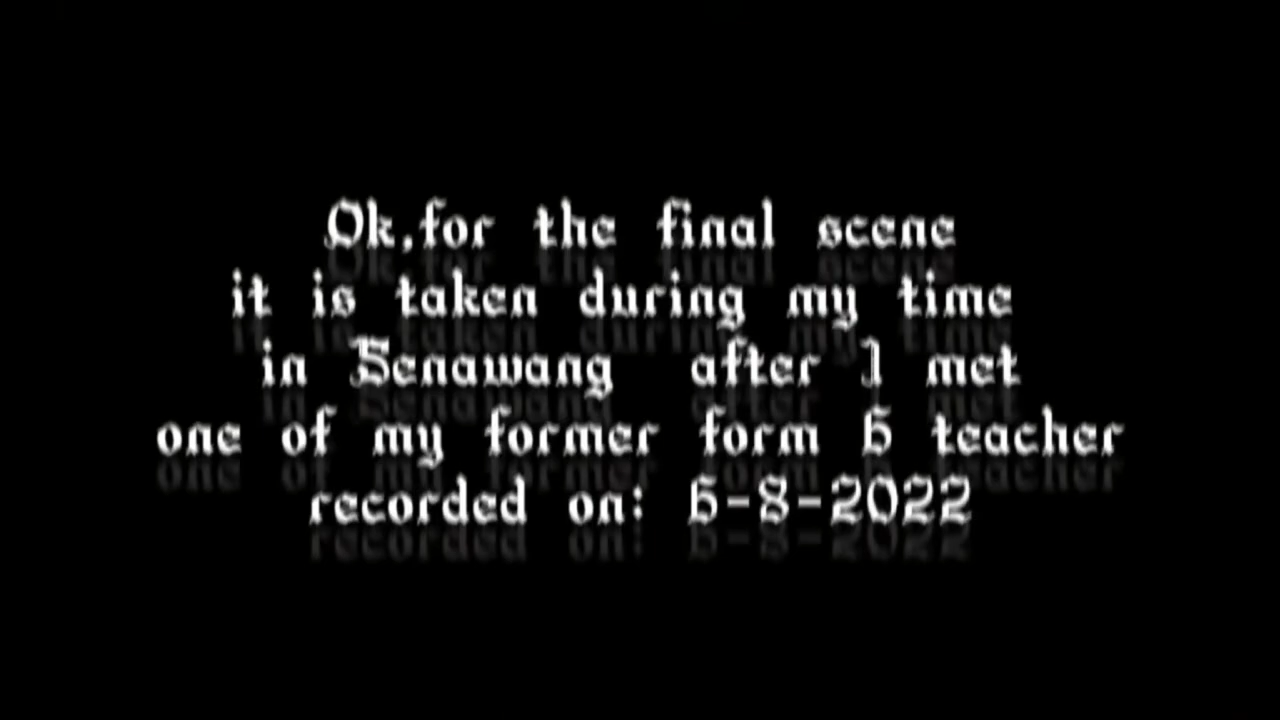 Ok,for the final scene
it is taken during my time
in Senawang after I met
one of my former form 6 teacher
recorded on: 6-8-2022